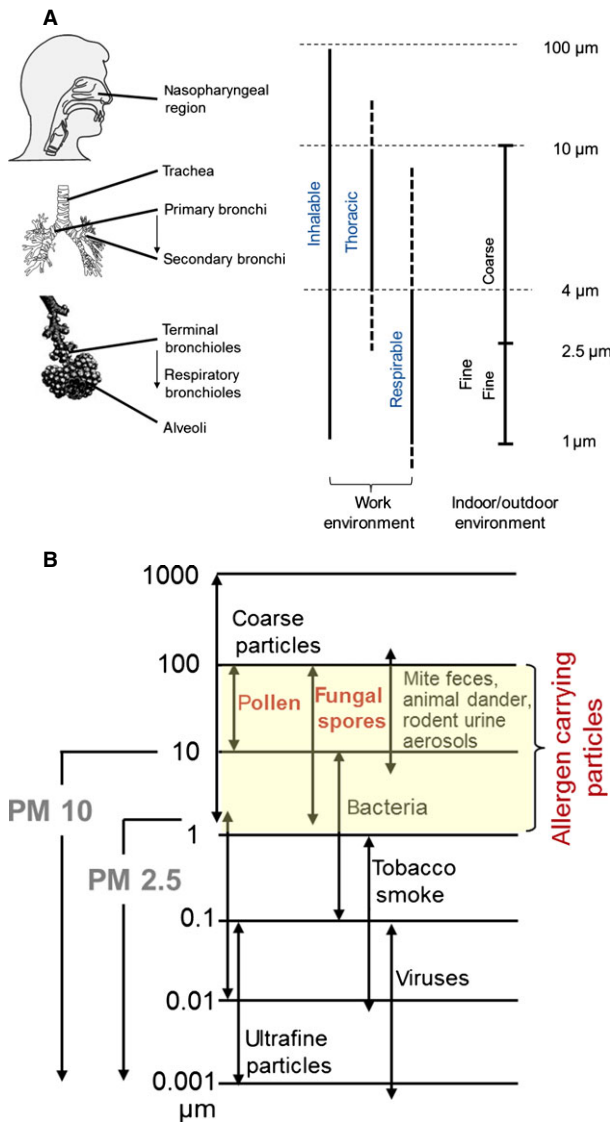 A
Nasopharyngeal
region
Trachea
Primary bronchi
Secondary bronchi
Terminal
bronchioles
Respiratory
bronchioles
Alveoli
Inhalable
Thoracic
Respirable
Coarse
Fine
Fine
100 µm
10 µm
4 µm
2.5 µm
1 µm
Work
environment
Indoor/outdoor
environment
B
1000
100
10
1
0.1
0.01
0.001
µm
PM 10
PM 2.5
Coarse
particles
Pollen
Fungal
spores
Mite feces,
animal dander,
rodent urine
aerosols
Bacteria
Tobacco
smoke
Viruses
Ultrafine
particles
Allergen carrying
particles